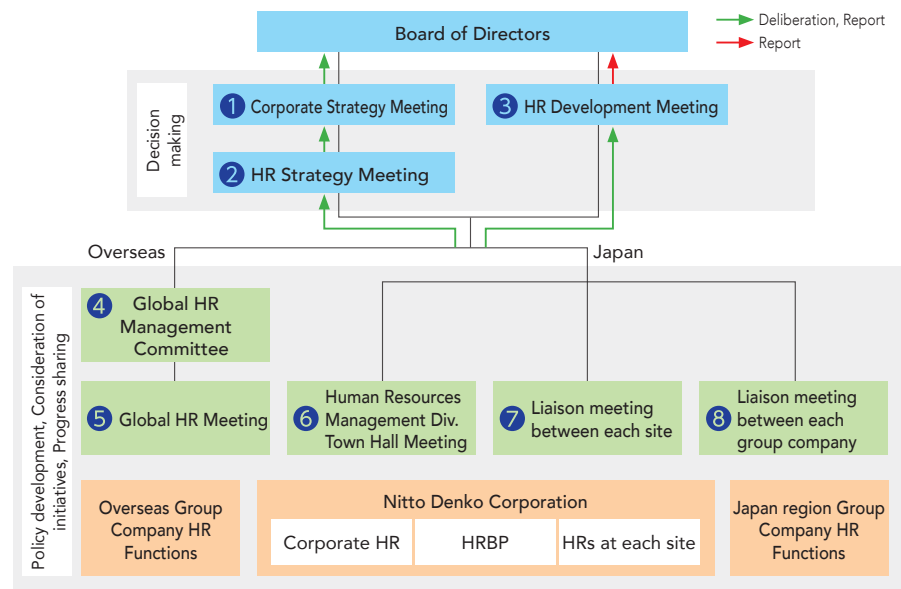 Board of Directors
Deliberation, Report
Report
Decision
making
1 Corporate Strategy Meeting
3 HR Development Meeting
2 HR Strategy Meeting
Overseas
Japan
Policy development, Consideration of
initiatives, Progress sharing
4 Global HR
Management
Committee
5 Global HR Meeting
6 Human Resources
Management Div.
Town Hall Meeting
7 Liaison meeting
between each site
8 Liaison meeting
between each
group company
Overseas Group
Company HR
Functions
Nitto Denko Corporation
Corporate HR
HRBP
HRs at each site
Japan region Group
Company HR
Functions